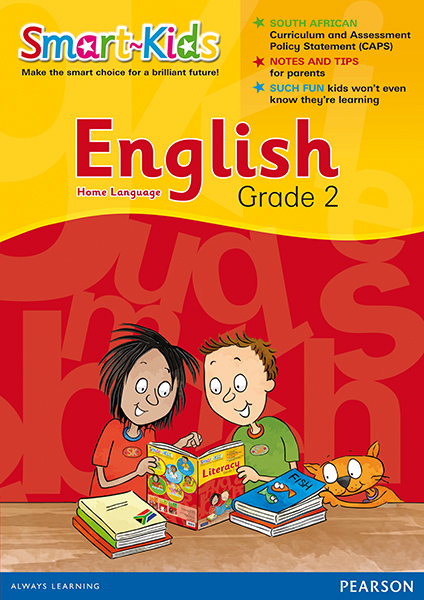 Smart~Kids
Make the smart choice for a brilliant future!
SOUTH AFRICAN
Curriculum and Assessment
Policy Statement (CAPS)
NOTES AND TIPS
for parents
SUCH FUN kids won't even
know they're learning
English
Home Language
Grade 2
SK
Smart-Kids
Literacy
FISH
ALWAYS LEARNING
PEARSON